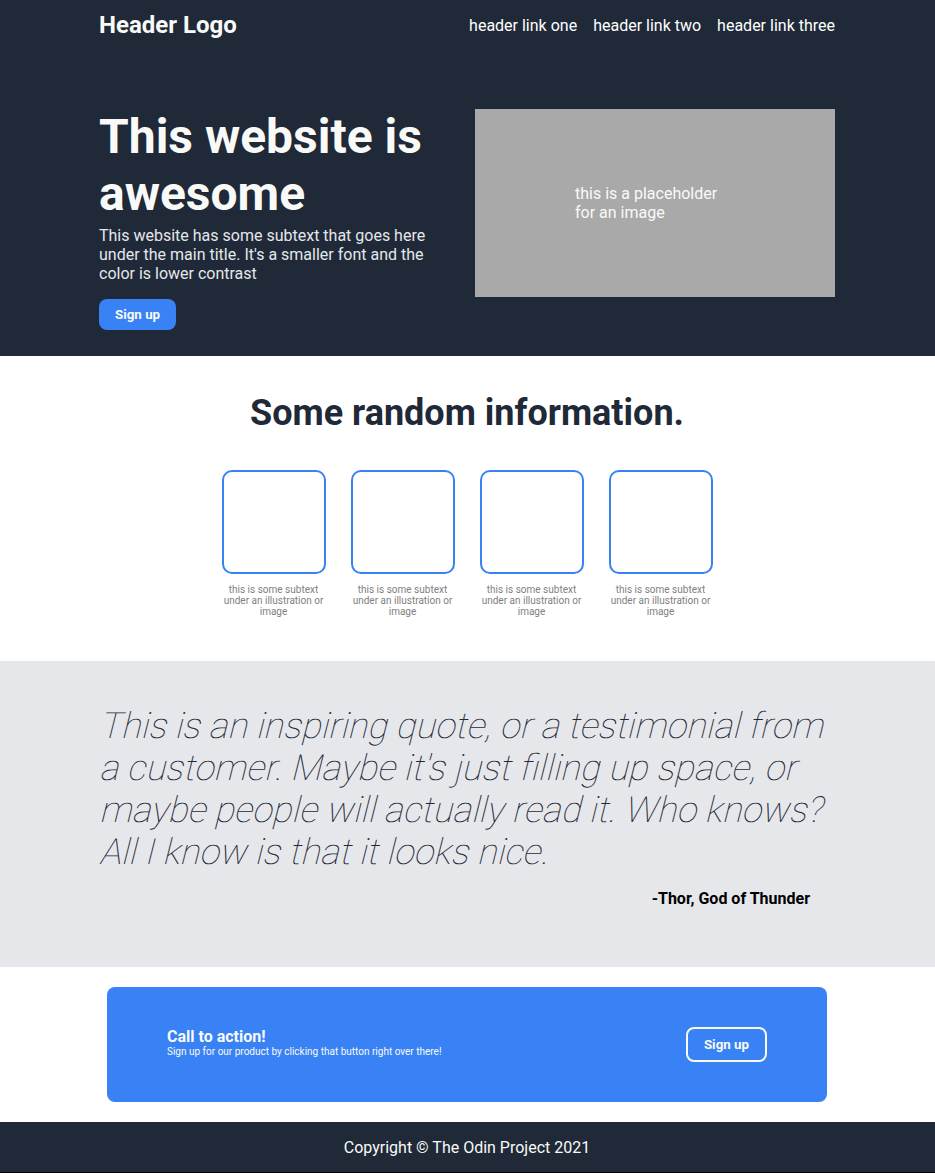 Header Logo
header link one header link two header link three
This website is
awesome
This website has some subtext that goes here
under the main title. It's a smaller font and the
color is lower contrast
Sign up
this is a placeholder
for an image
Some random information.
this is some subtext
under an illustration or
image
this is some subtext
under an illustration or
image
this is some subtext
under an illustration or
image
this is some subtext
under an illustration or
image
This is an inspiring quote, or a testimonial from
a customer. Maybe it's just filling up space, or
maybe people will actually read it. Who knows?
All I know is that it looks nice.
-Thor, God of Thunder
Call to action!
Sign up for our product by clicking that button right over there!
Sign up
Copyright © The Odin Project 2021